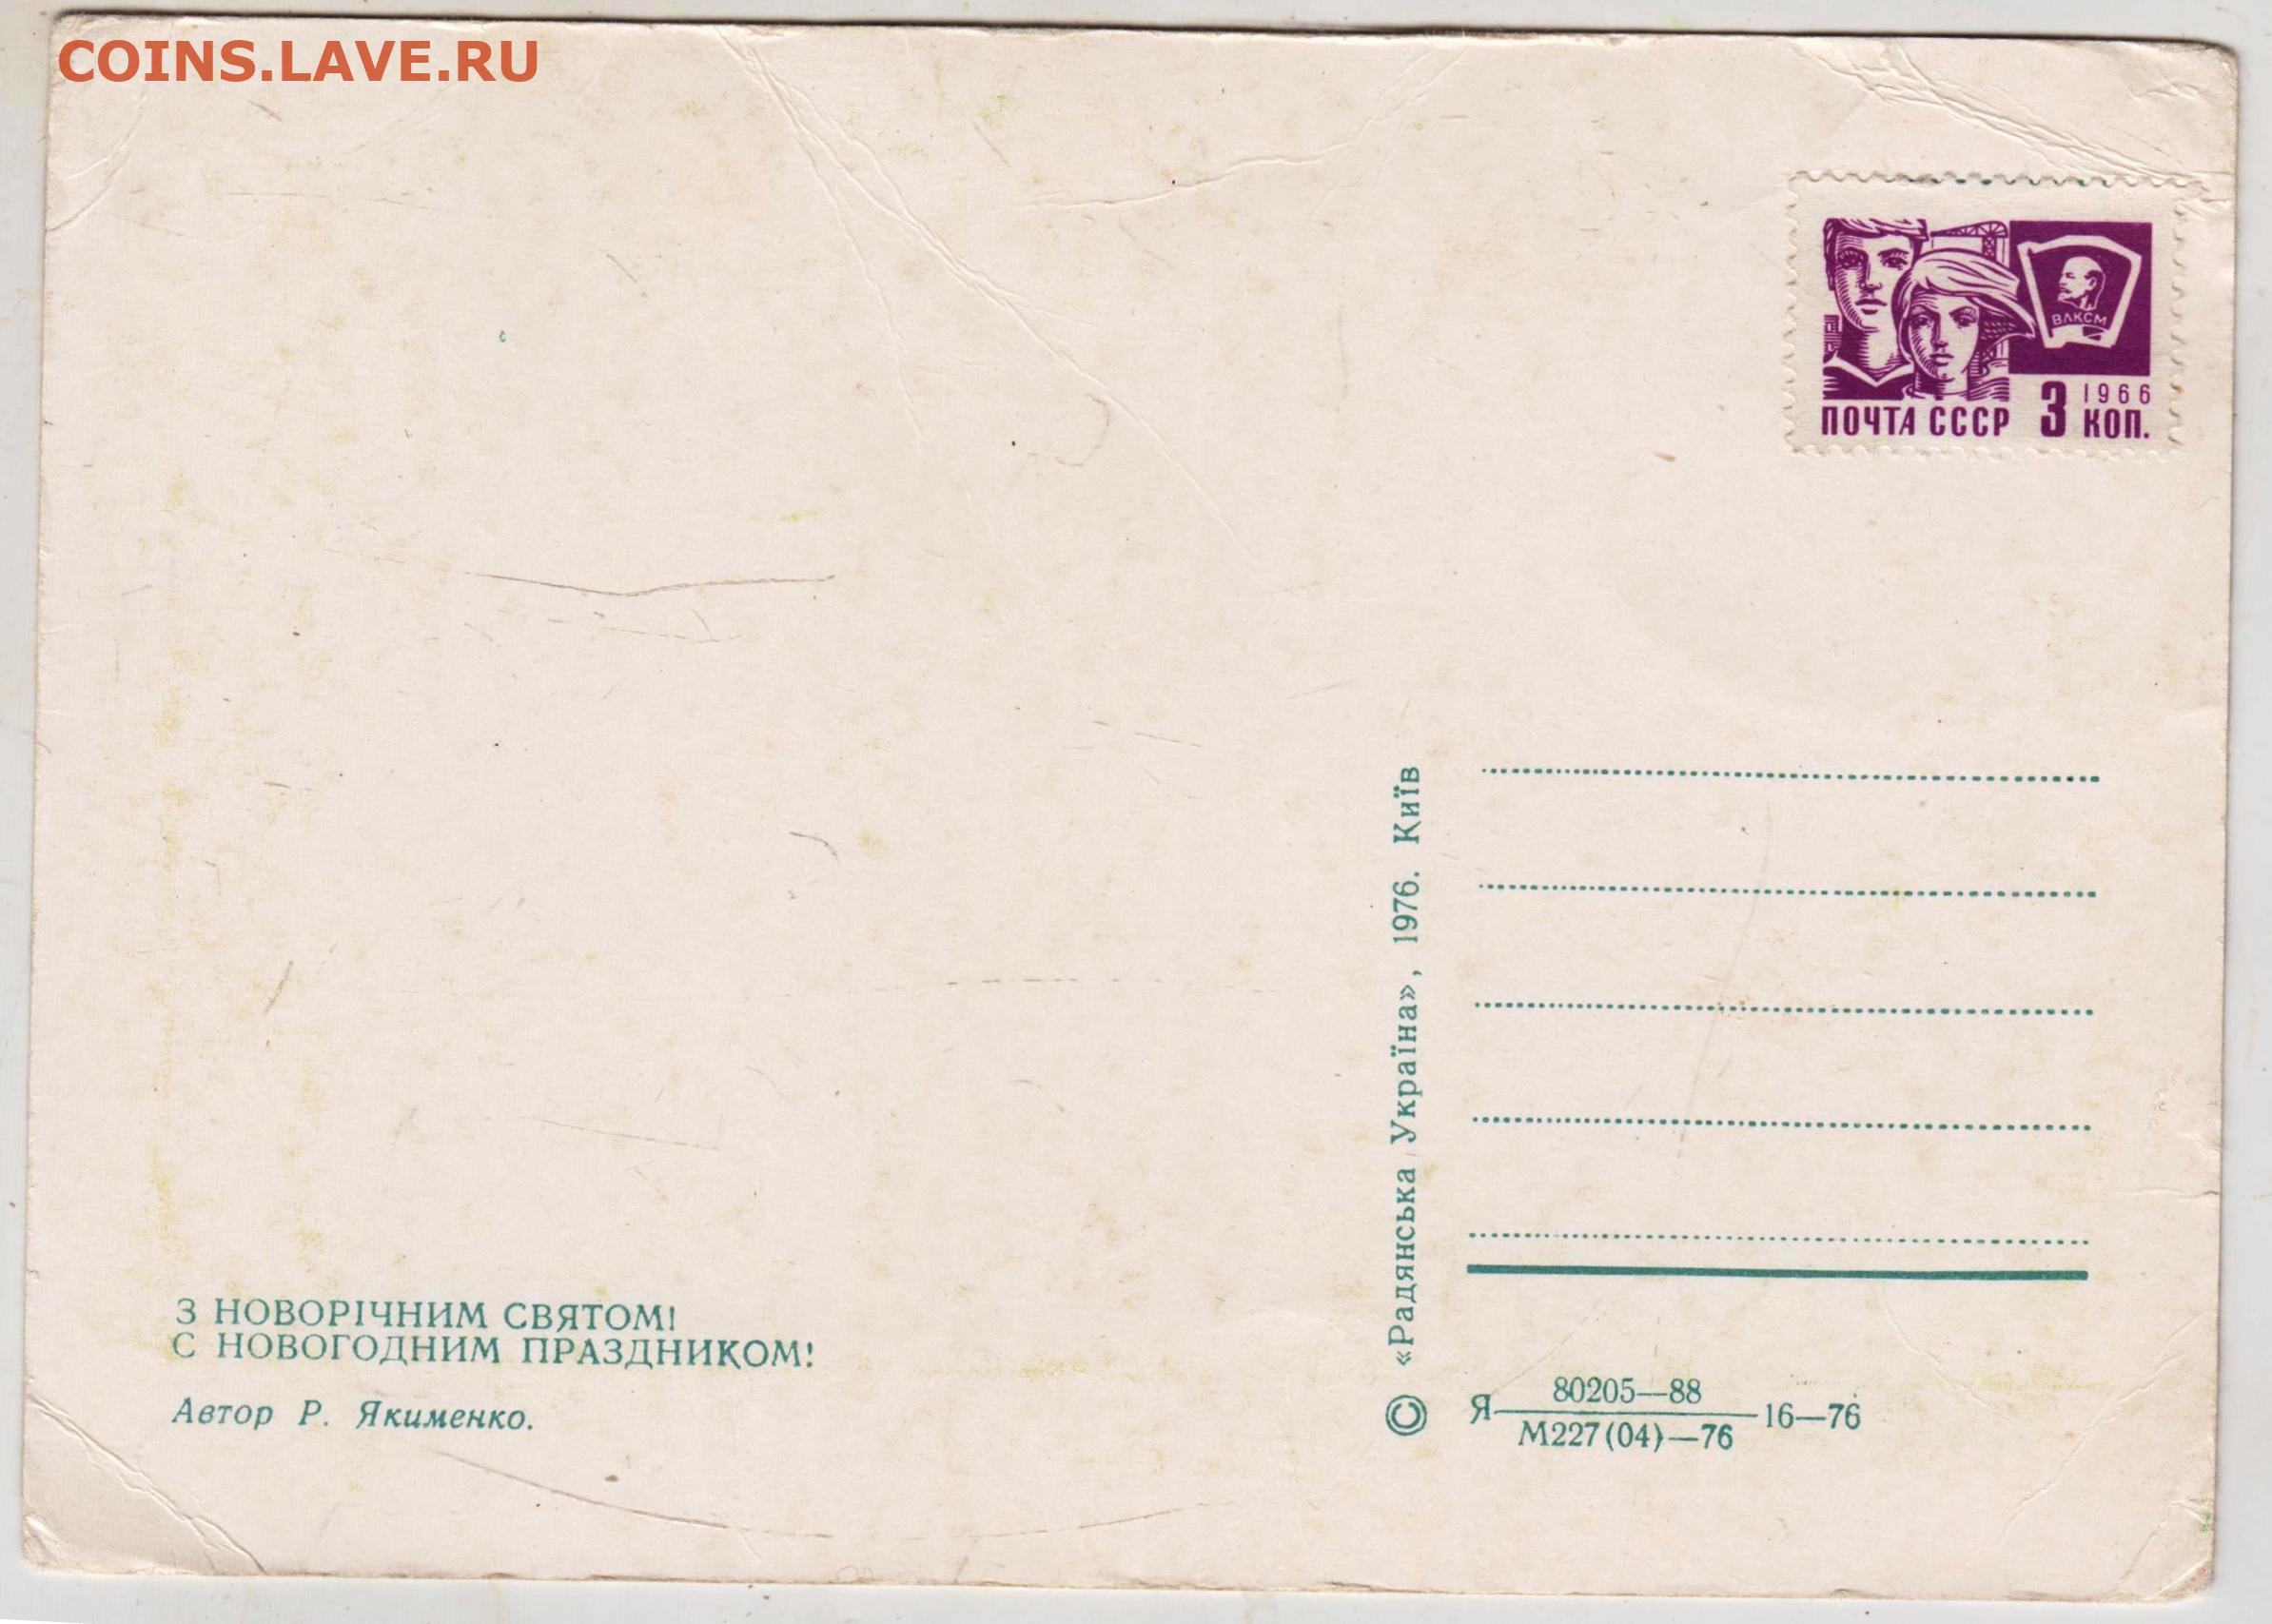 COINS.LAVE.RU
ВЛКСМ
1966
ПОЧТА СССР 3 КОП.
© «Радянська Україна», 1976. Київ
З НОВОРІЧНИМ СВЯТОМ!
С НОВОГОДНИМ ПРАЗДНИКОМ!
Автор Р. Якименко.
80205—88
Я 16—76
М227(04)—76